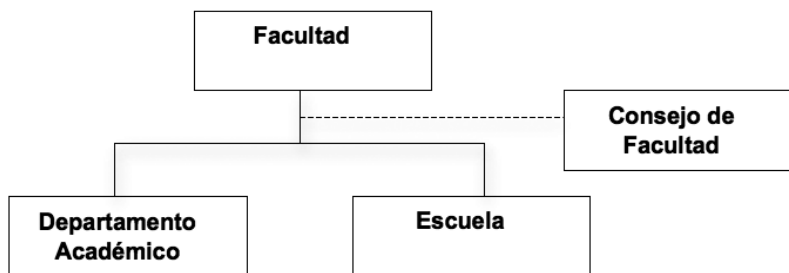 Facultad
Consejo de
Facultad
Departamento
Académico
Escuela